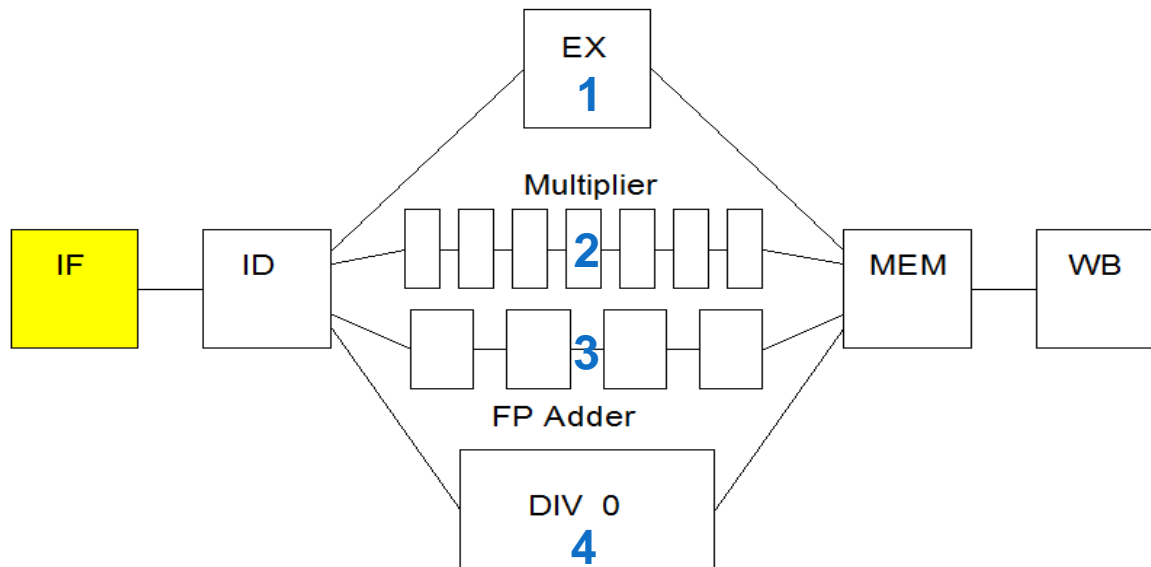 EX
1
Multiplier
IF
ID
2
MEM
WB
3
FP Adder
DIV 0
4